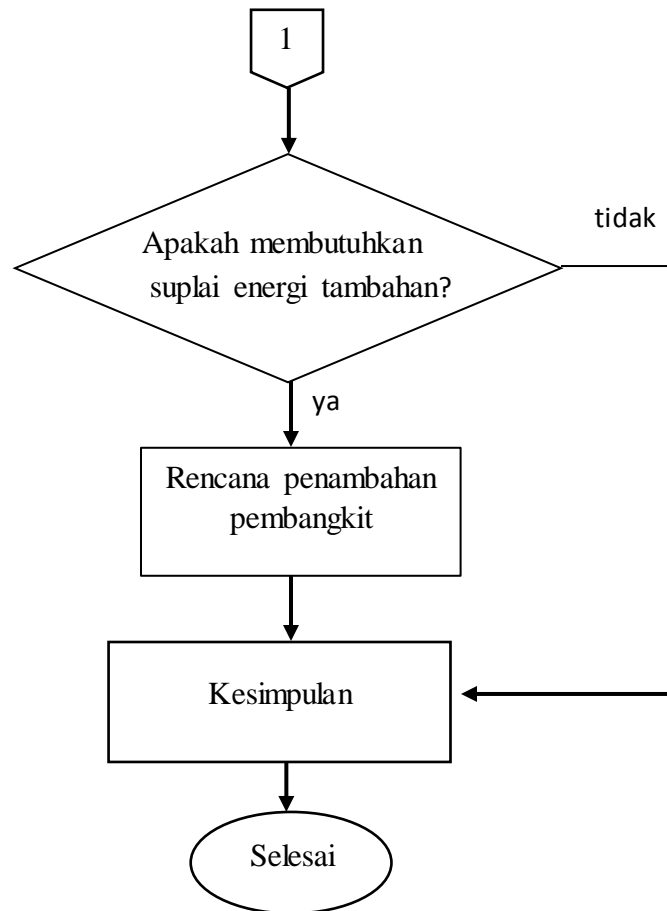 1
Apakah membutuhkan
suplai energi tambahan?
tidak
ya
Rencana penambahan
pembangkit
Kesimpulan
Selesai